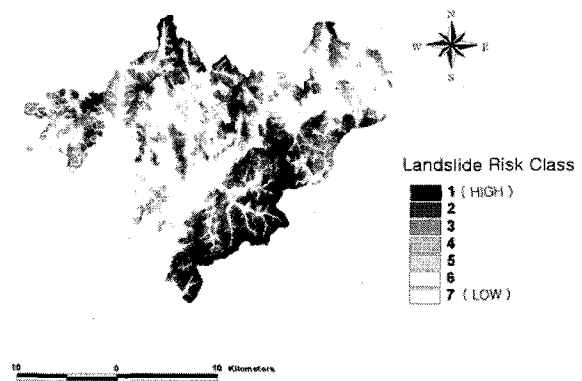 N
W E
S
Landslide Risk Class
1 ( HIGH )
2
3
4
5
6
7 ( LOW )
10 0 10 Kilometers